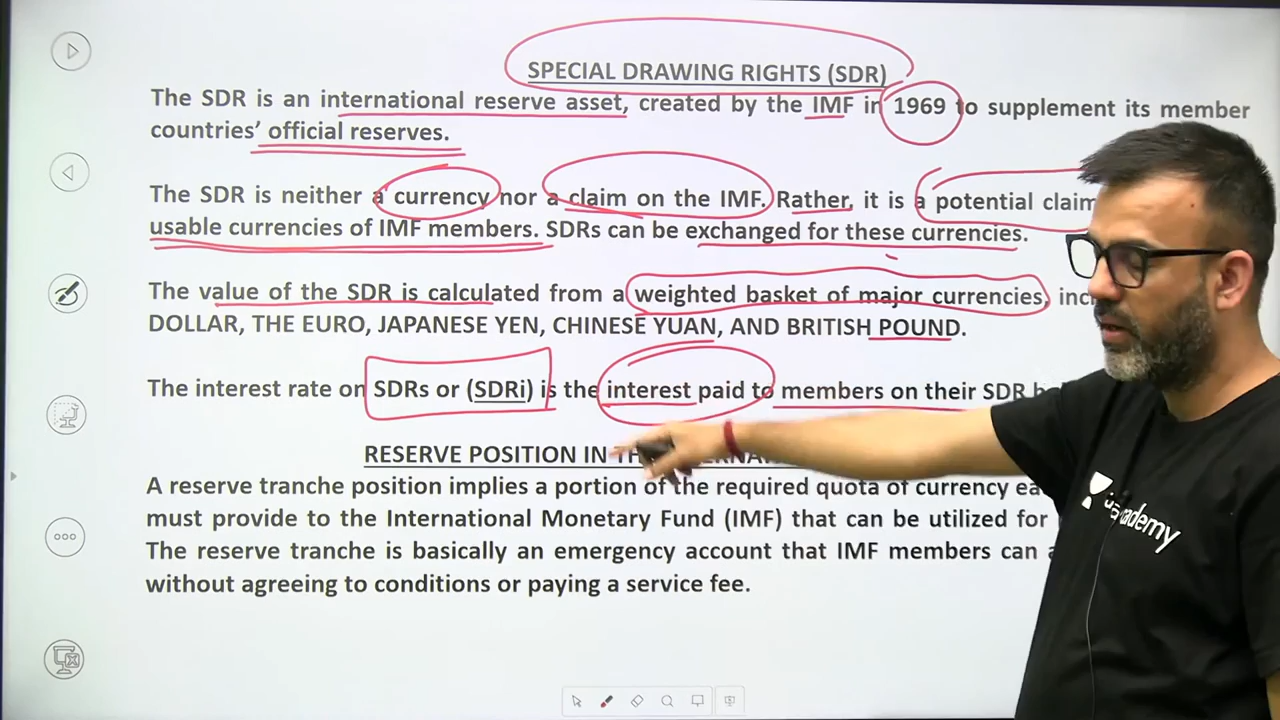 SPECIAL DRAWING RIGHTS (SDR)
The SDR is an international reserve asset, created by the IMF in 1969 to supplement its member
countries' official reserves.
The SDR is neither a currency nor a claim on the IMF. Rather, it is a potential claim
usable currencies of IMF members. SDRs can be exchanged for these currencies.
The value of the SDR is calculated from a weighted basket of major currencies,
DOLLAR, THE EURO, JAPANESE YEN, CHINESE YUAN, AND BRITISH POUND.
The interest rate on SDRs or (SDRi) is the interest paid to members on their SDR
RESERVE POSITION IN
A reserve tranche position implies a portion of the required quota of currency
must provide to the International Monetary Fund (IMF) that can be utilized for
The reserve tranche is basically an emergency account that IMF members can
without agreeing to conditions or paying a service fee.